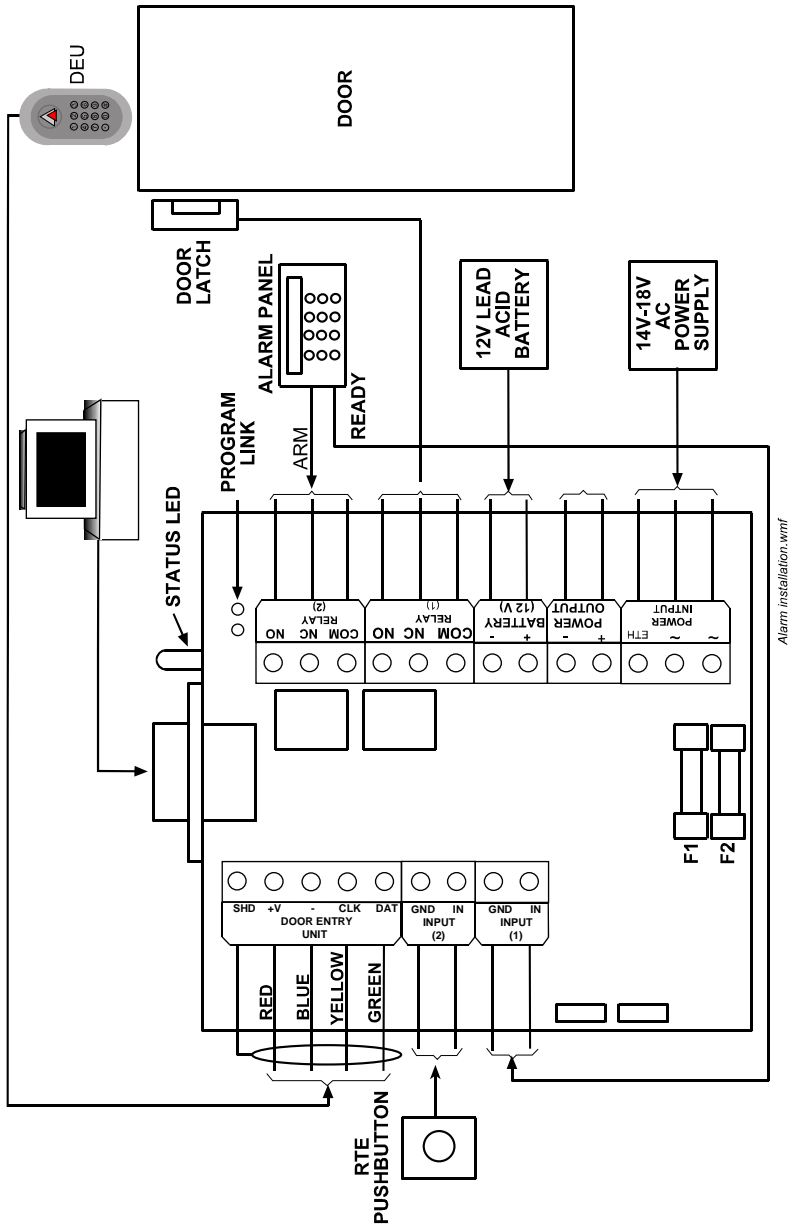 DEU
DOOR
DOOR
LATCH
ALARM PANEL
READY
ARM
PROGRAM
LINK
STATUS LED
12V LEAD
ACID
BATTERY
14V-18V
AC
POWER
SUPPLY
NO
NC
COM
RELAY
(2)
NO
NC
COM
RELAY
(1)
-
+
BATTERY
(12 V)
-
+
POWER
OUTPUT
ETH
~
~
POWER
INTPUT
F1
F2
SHD
+V
-
CLK
DAT
DOOR ENTRY
UNIT
GND
IN
INPUT
(2)
GND
IN
INPUT
(1)
RED
BLUE
YELLOW
GREEN
RTE
PUSHBUTTON
Alarm installation.wmf